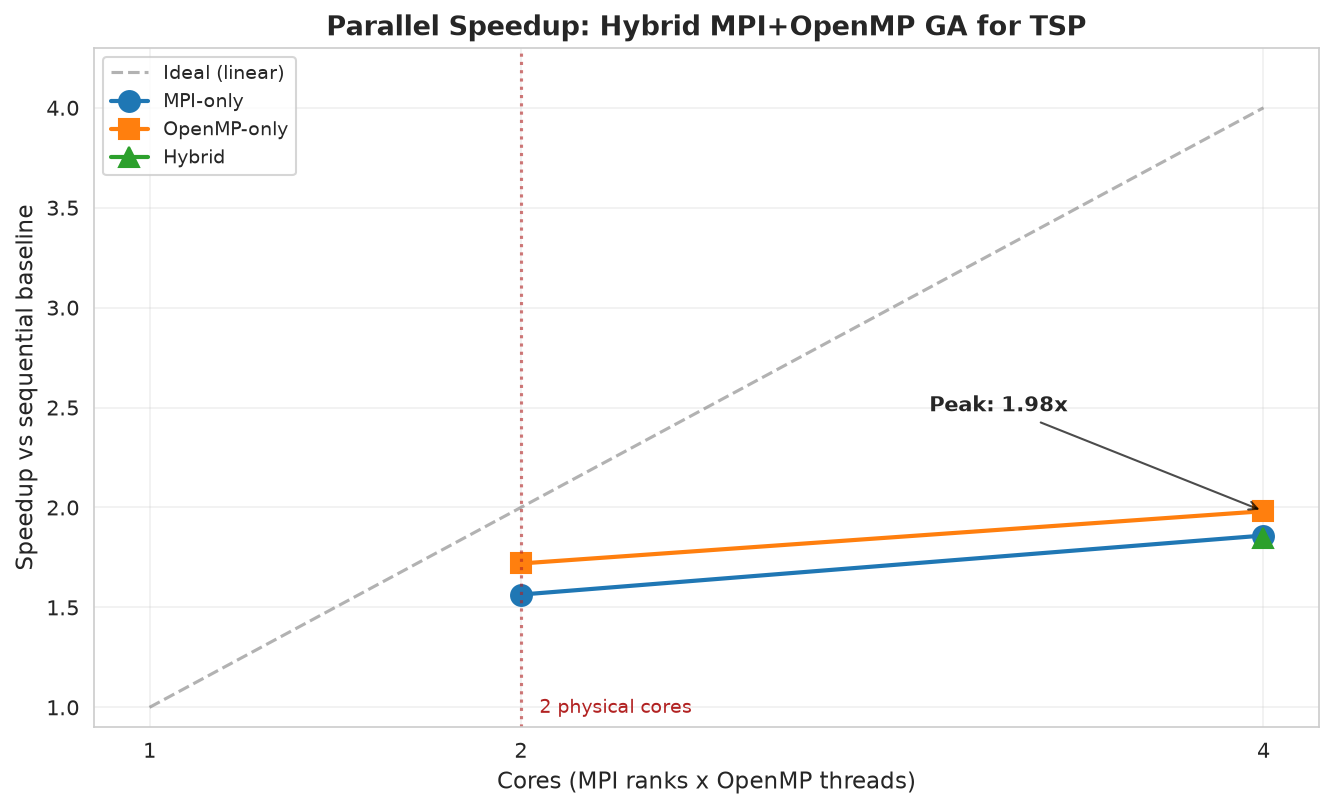 Parallel Speedup: Hybrid MPI+OpenMP GA for TSP
Ideal (linear)
MPI-only
OpenMP-only
Hybrid
Speedup vs sequential baseline
4.0
3.5
3.0
2.5
2.0
1.5
1.0
Peak: 1.98x
2 physical cores
1
2
4
Cores (MPI ranks x OpenMP threads)